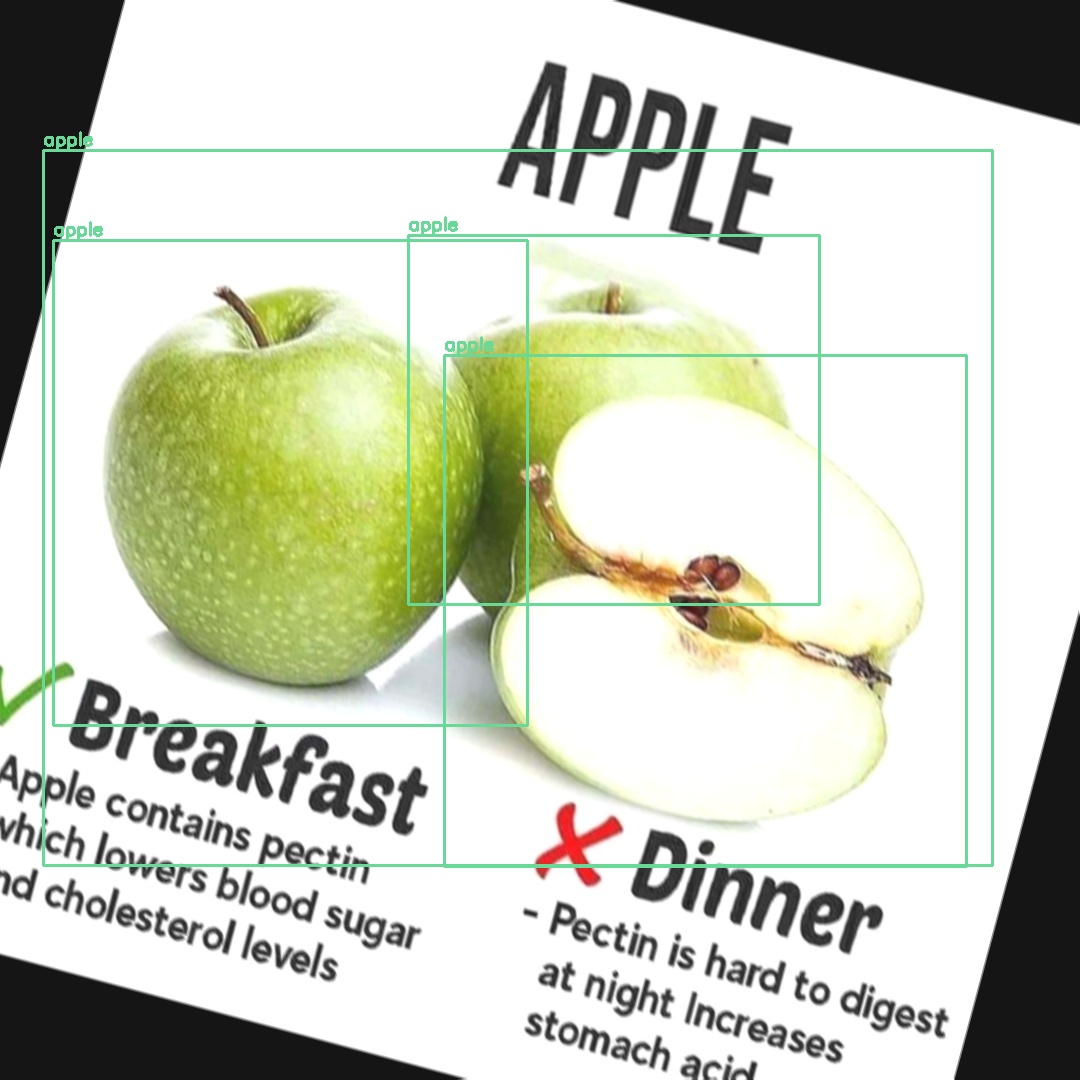 APPLE
apple
apple
apple
apple
Breakfast
Apple contains pectin
which lowers blood sugar
cholesterol levels
Dinner
- Pectin is hard to digest
at night Increases
stomach acid